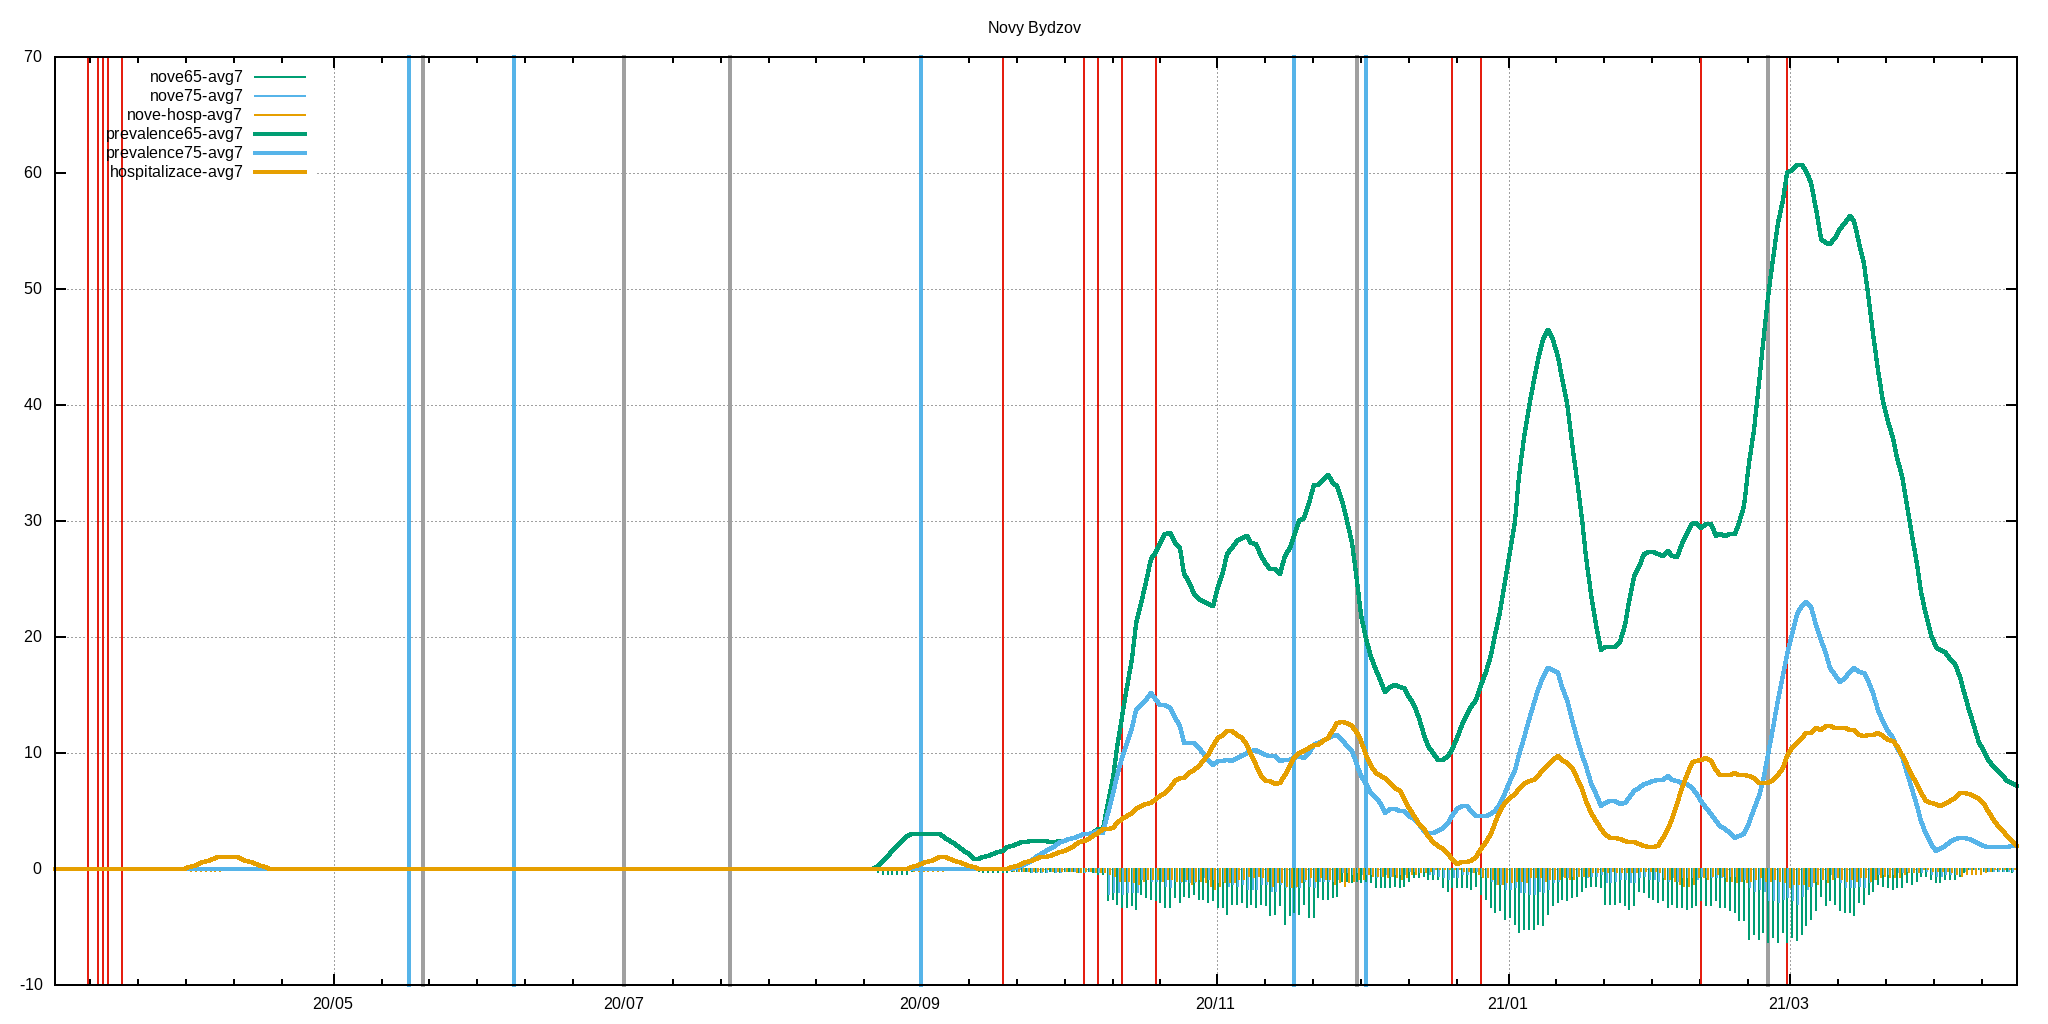 Novy Bydzov
70
60
50
40
30
20
10
0
-10
nove65-avg7
nove75-avg7
nove-hosp-avg7
prevalence65-avg7
prevalence75-avg7
hospitalizace-avg7
20/05 20/07 20/09 20/11 21/01 21/03